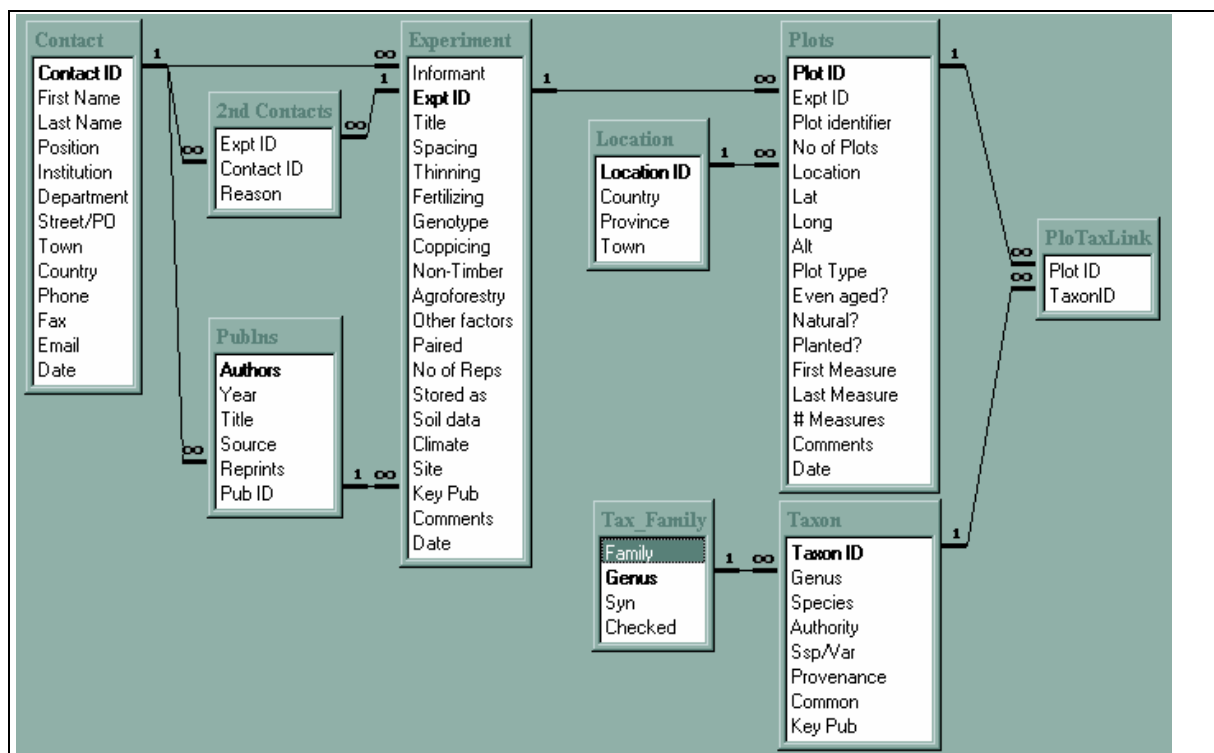 Contact
Contact ID
First Name
Last Name
Position
Institution
Department
Street/PO
Town
Country
Phone
Fax
Email
Date
1
∞
1
∞
∞
2nd Contacts
Expt ID
Contact ID
Reason
PubIns
Authors
Year
Title
Source
Reprints
Pub ID
1
∞
Experiment
Informant
Expt ID
Title
Spacing
Thinning
Fertilizing
Genotype
Coppicing
Non-Timber
Agroforestry
Other factors
Paired
No of Reps
Stored as
Soil data
Climate
Site
Key Pub
Comments
Date
∞
1
∞
Location
Location ID
Country
Province
Town
1
∞
Plots
Plot ID
Expt ID
Plot identifier
No of Plots
Location
Lat
Long
Alt
Plot Type
Even aged?
Natural?
Planted?
First Measure
Last Measure
# Measures
Comments
Date
1
∞
∞
PloTaxLink
Plot ID
TaxonID
Tax_Family
Family
Genus
Syn
Checked
1
∞
Taxon
Taxon ID
Genus
Species
Authority
Ssp/Var
Provenance
Common
Key Pub
1